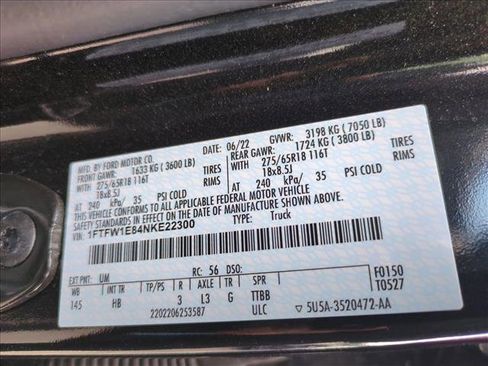 MFD. BY FORD MOTOR CO. DATE: 06/22 GVWR: 3198 KG ( 7050 LB)
FRONT GAWR: 1633 KG ( 3600 LB) REAR GAWR: 1724 KG ( 3800 LB)
WITH 275/65R18 116T TIRES WITH 275/65R18 116T TIRES
18x8.5J RIMS 18x8.5J RIMS
AT 240 kPa/ 35 PSI COLD AT 240 kPa/ 35 PSI COLD
THIS VEHICLE CONFORMS TO ALL APPLICABLE FEDERAL MOTOR VEHICLE
SAFETY STANDARDS IN EFFECT ON THE DATE OF MANUFACTURE SHOWN ABOVE.
VIN: 1FTFW1E84NKE22300 TYPE: Truck
F0150
T0527
EXT PNT: UM RC: 56 DSO:
WB INT TR TP/PS R AXLE TR SPR
145 HB 3 L3 G TTBB
2202206253587 ULC ▽ 5U5A-3520472-AA